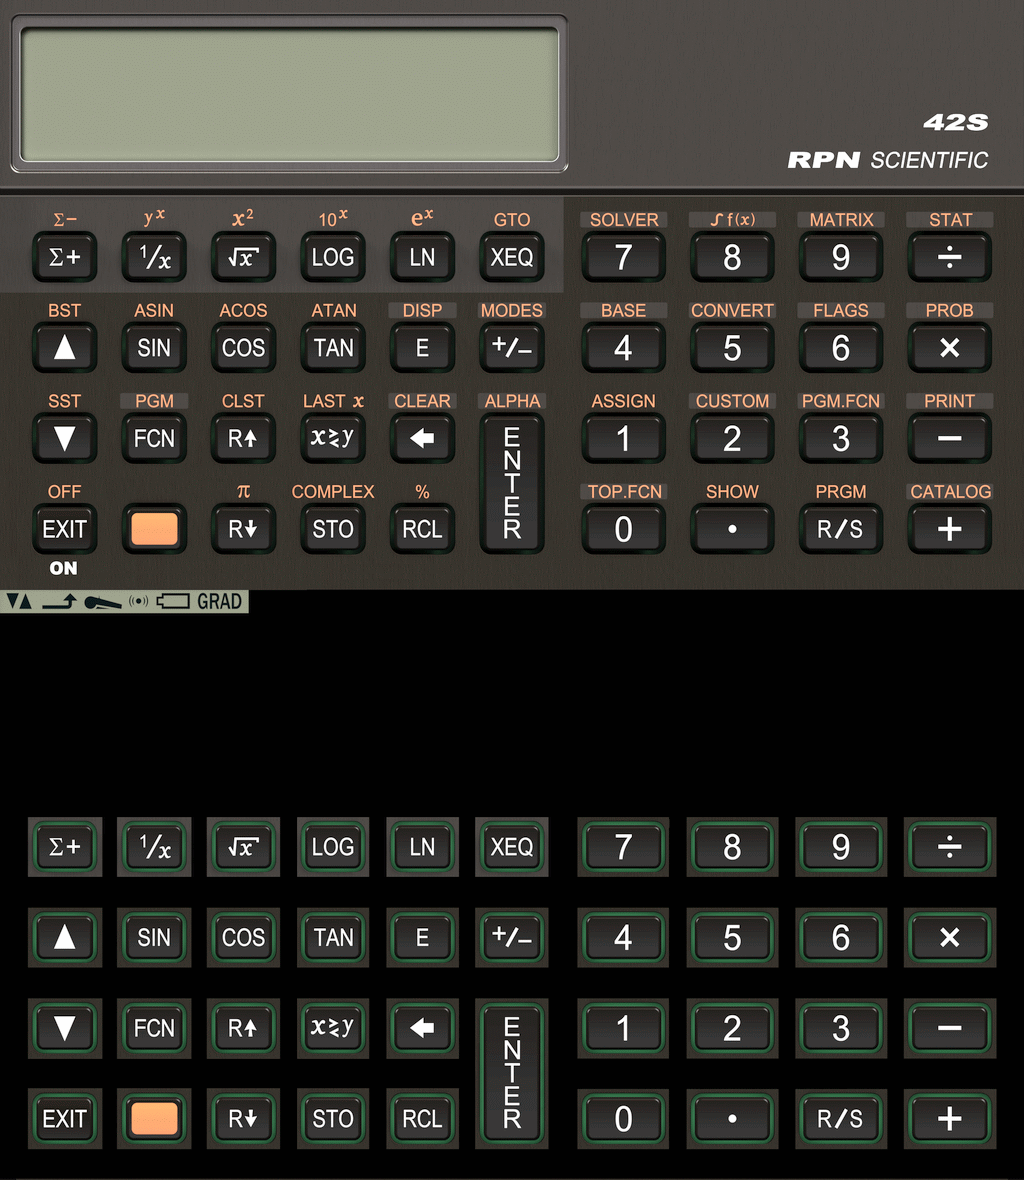 42S
RPN SCIENTIFIC
Σ− yˣ x² 10ˣ eˣ GTO SOLVER ∫f(x) MATRIX STAT
Σ+ 1/x √x LOG LN XEQ 7 8 9 ÷
BST ASIN ACOS ATAN DISP MODES BASE CONVERT FLAGS PROB
▲ SIN COS TAN E +/− 4 5 6 ×
SST PGM CLST LAST x CLEAR ALPHA ASSIGN CUSTOM PGM.FCN PRINT
▼ FCN R↑ x≷y ← ENTER 1 2 3 −
OFF π COMPLEX % TOP.FCN SHOW PRGM CATALOG
EXIT R↓ STO RCL 0 . R/S +
ON
▼▲ GRAD
Σ+ 1/x √x LOG LN XEQ 7 8 9 ÷
▲ SIN COS TAN E +/− 4 5 6 ×
▼ FCN R↑ x≷y ← ENTER 1 2 3 −
EXIT R↓ STO RCL 0 . R/S +